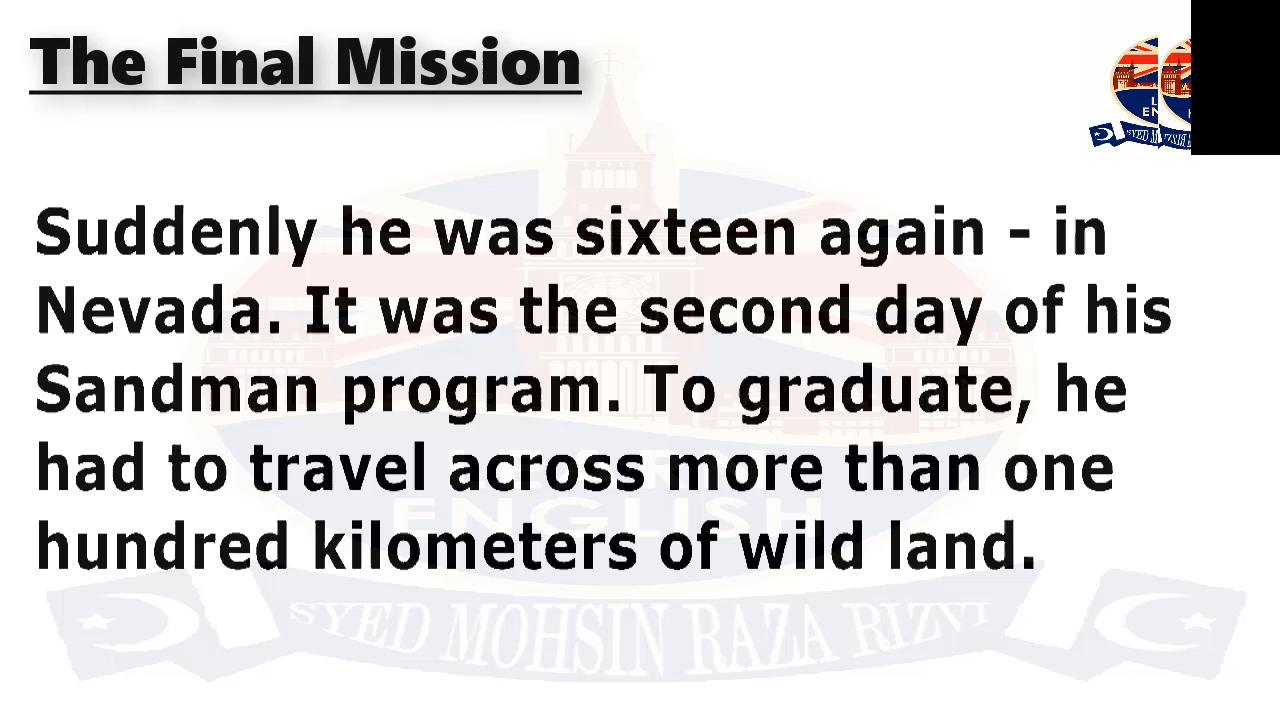 The Final Mission
Suddenly he was sixteen again - in
Nevada. It was the second day of his
Sandman program. To graduate, he
had to travel across more than one
hundred kilometers of wild land.
ENGLISH
SYED MOHSIN RAZA RIZVI